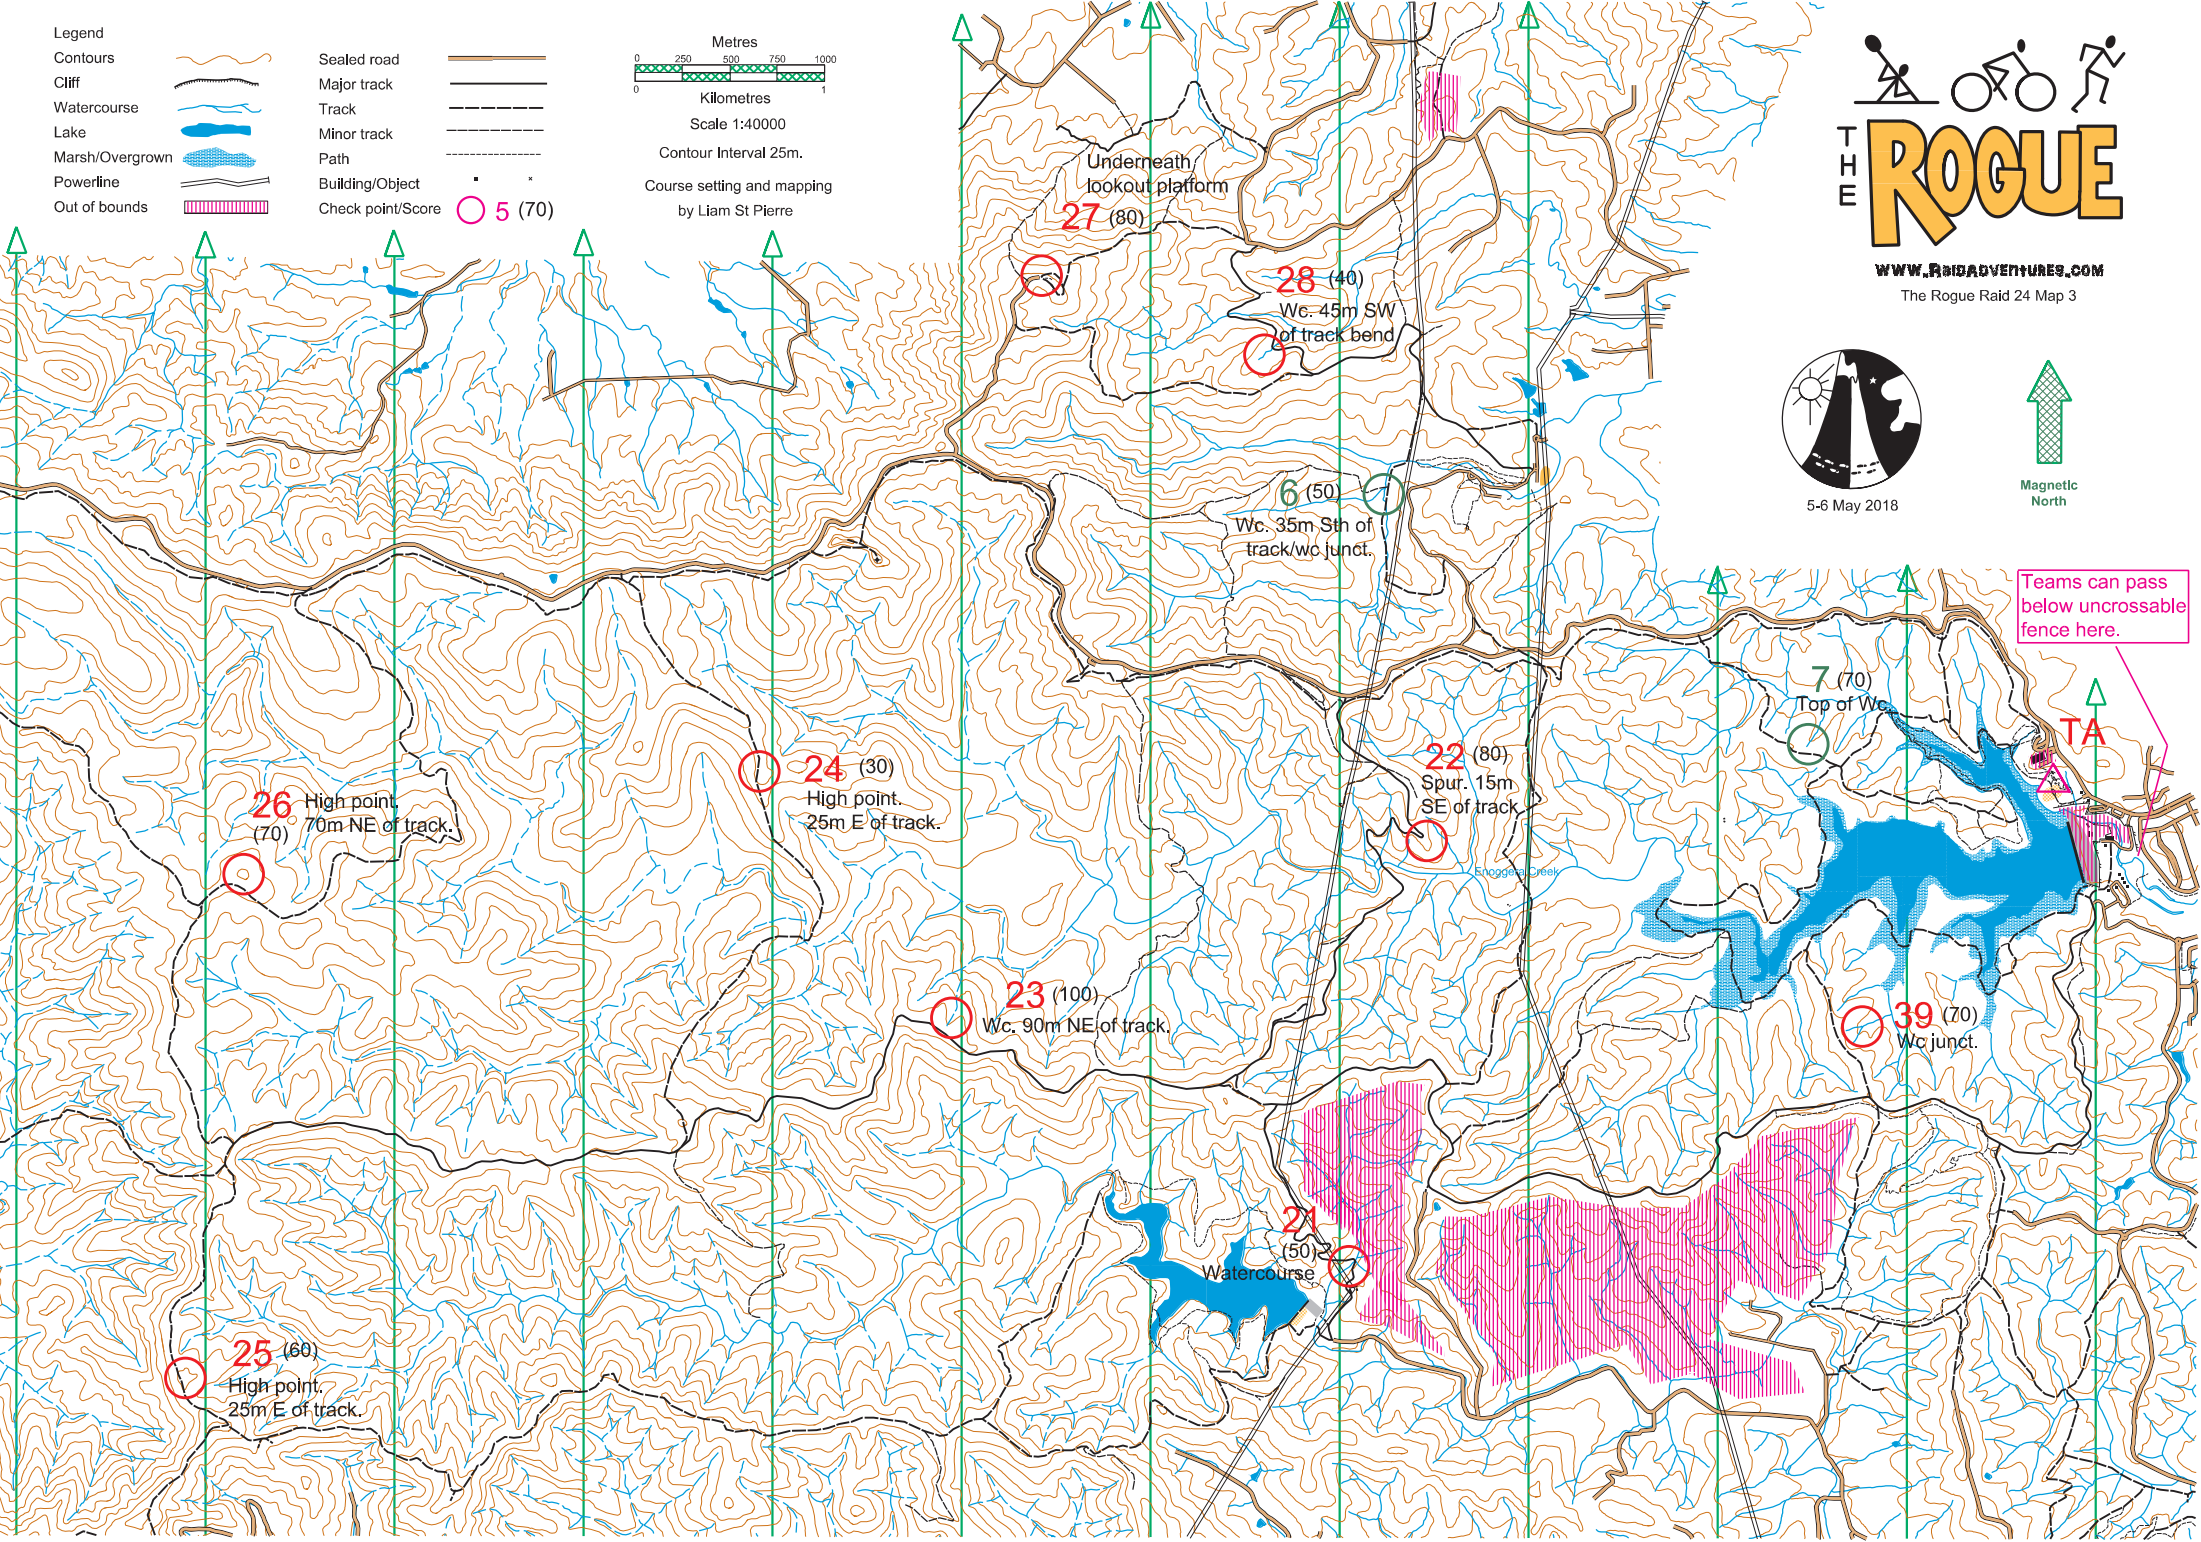 Legend
Contours
Cliff
Watercourse
Lake
Marsh/Overgrown
Powerline
Out of bounds
Sealed road
Major track
Track
Minor track
Path
Building/Object
Check point/Score
5 (70)
Metres
0 250 500 750 1000
0 1
Kilometres
Scale 1:40000
Contour Interval 25m.
Course setting and mapping
by Liam St Pierre
THE
ROGUE
WWW.RaidAdventures.com
The Rogue Raid 24 Map 3
5-6 May 2018
Magnetic
North
Underneath
lookout platform
27 (80)
28 (40)
Wc. 45m SW
of track bend
6 (50)
Wc. 35m Sth of
track/wc junct.
Teams can pass
below uncrossable
fence here.
7 (70)
Top of Wc.
TA
22 (80)
Spur. 15m
SE of track
Enoggera Creek
24 (30)
High point.
25m E of track.
26 High point.
(70) 70m NE of track.
23 (100)
Wc. 90m NE of track.
39 (70)
Wc junct.
21
(50)
Watercourse
25 (60)
High point.
25m E of track.